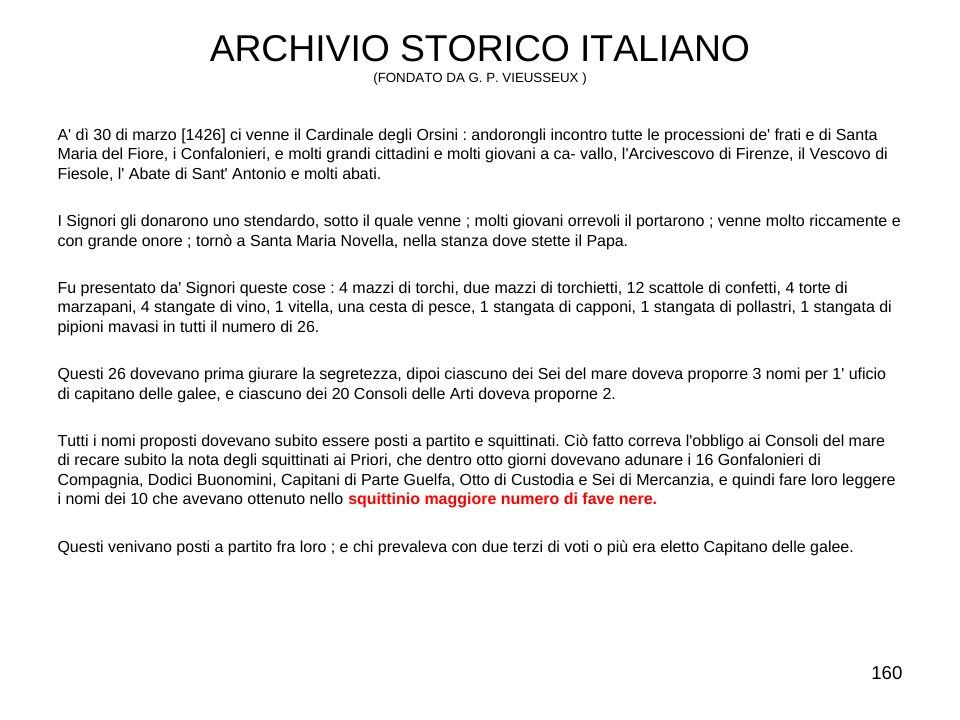 ARCHIVIO STORICO ITALIANO
(FONDATO DA G. P. VIEUSSEUX )
A' dì 30 di marzo [1426] ci venne il Cardinale degli Orsini : andorongli incontro tutte le processioni de' frati e di Santa
Maria del Fiore, i Confalonieri, e molti grandi cittadini e molti giovani a ca- vallo, l'Arcivescovo di Firenze, il Vescovo di
Fiesole, l' Abate di Sant' Antonio e molti abati.
I Signori gli donarono uno stendardo, sotto il quale venne ; molti giovani orrevoli il portarono ; venne molto riccamente e
con grande onore ; tornò a Santa Maria Novella, nella stanza dove stette il Papa.
Fu presentato da' Signori queste cose : 4 mazzi di torchi, due mazzi di torchietti, 12 scattole di confetti, 4 torte di
marzapani, 4 stangate di vino, 1 vitella, una cesta di pesce, 1 stangata di capponi, 1 stangata di pollastri, 1 stangata di
pipioni mavasi in tutti il numero di 26.
Questi 26 dovevano prima giurare la segretezza, dipoi ciascuno dei Sei del mare doveva proporre 3 nomi per 1' uficio
di capitano delle galee, e ciascuno dei 20 Consoli delle Arti doveva proporne 2.
Tutti i nomi proposti dovevano subito essere posti a partito e squittinati. Ciò fatto correva l'obbligo ai Consoli del mare
di recare subito la nota degli squittinati ai Priori, che dentro otto giorni dovevano adunare i 16 Gonfalonieri di
Compagnia, Dodici Buonomini, Capitani di Parte Guelfa, Otto di Custodia e Sei di Mercanzia, e quindi fare loro leggere
i nomi dei 10 che avevano ottenuto nello squittinio maggiore numero di fave nere.
Questi venivano posti a partito fra loro ; e chi prevaleva con due terzi di voti o più era eletto Capitano delle galee.
160